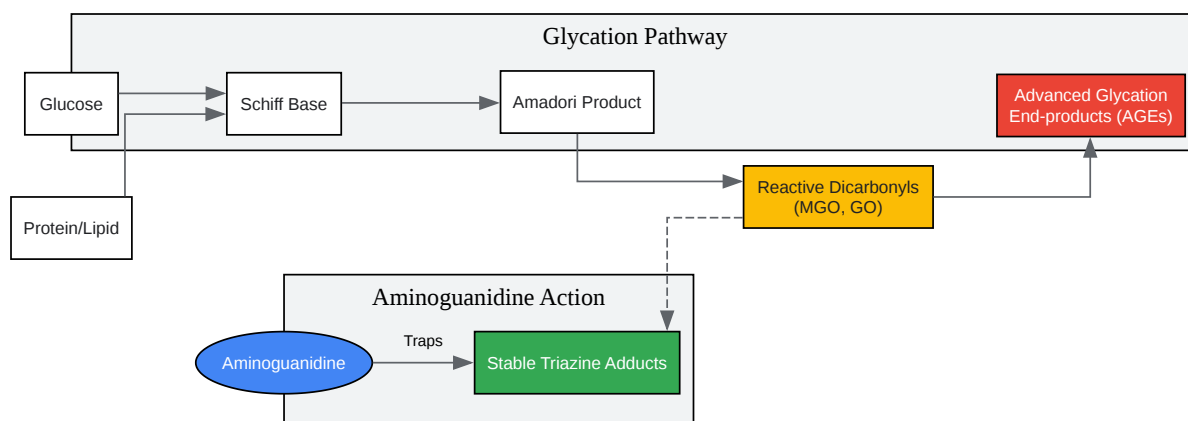 Glycation Pathway
Glucose
Schiff Base
Amadori Product
Advanced Glycation
End-products (AGEs)
Protein/Lipid
Reactive Dicarbonyls
(MGO, GO)
Aminoguanidine Action
Aminoguanidine
Traps
Stable Triazine Adducts